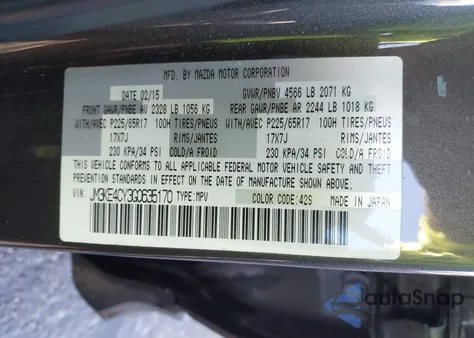 MFD. BY MAZDA MOTOR CORPORATION
DATE 02/15 GVWR/PNBV 4566 LB 2071 KG
FRONT GAWR/PNBE AV 2328 LB 1056 KG REAR GAWR/PNBE AR 2244 LB 1018 KG
WITH/AVEC P225/65R17 100H TIRES/PNEUS WITH/AVEC P225/65R17 100H TIRES/PNEUS
17X7J RIMS/JANTES 17X7J RIMS/JANTES
230 KPA/34 PSI COLD/A FROID 230 KPA/34 PSI COLD/A FROID
THIS VEHICLE CONFORMS TO ALL APPLICABLE FEDERAL MOTOR VEHICLE SAFETY AND THEFT
PREVENTION STANDARDS IN EFFECT ON THE DATE OF MANUFACTURE SHOWN ABOVE.
VIN: JM3KE4CY3G0635170 TYPE:MPV COLOR CODE:42S
autoSnap